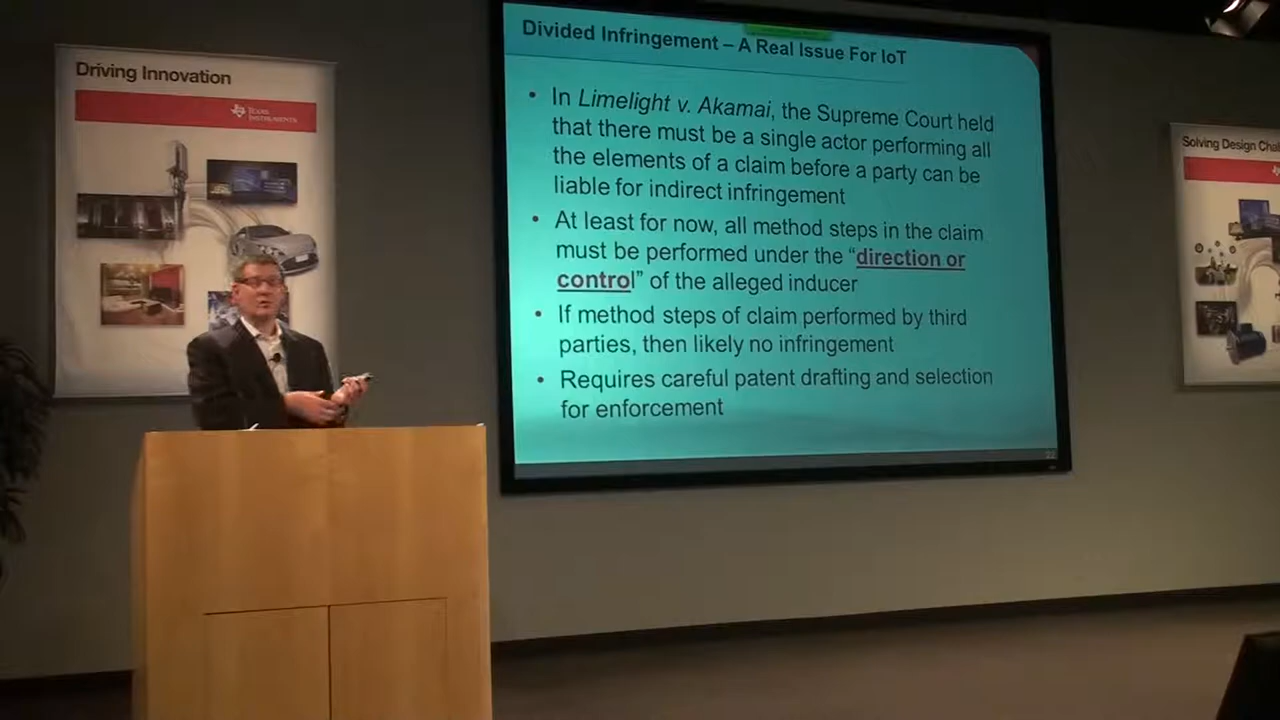 Driving Innovation
TEXAS
INSTRUMENTS
Divided Infringement – A Real Issue For IoT
• In Limelight v. Akamai, the Supreme Court held
that there must be a single actor performing all
the elements of a claim before a party can be
liable for indirect infringement
• At least for now, all method steps in the claim
must be performed under the “direction or
control” of the alleged inducer
• If method steps of claim performed by third
parties, then likely no infringement
• Requires careful patent drafting and selection
for enforcement
Solving Design Chal